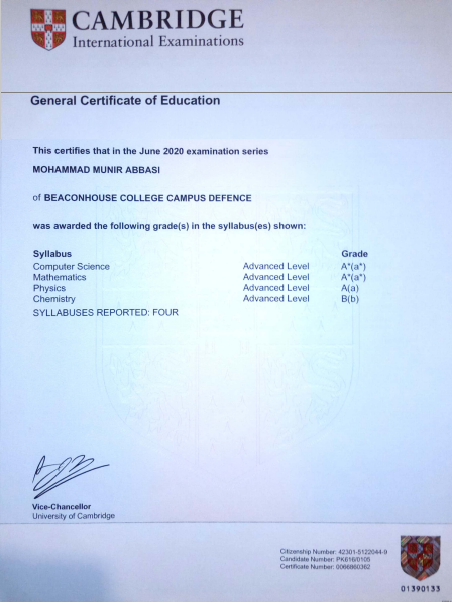 CAMBRIDGE
International Examinations
General Certificate of Education
This certifies that in the June 2020 examination series
MOHAMMAD MUNIR ABBASI
of BEACONHOUSE COLLEGE CAMPUS DEFENCE
was awarded the following grade(s) in the syllabus(es) shown:
Syllabus Grade
Computer Science Advanced Level A*(a*)
Mathematics Advanced Level A*(a*)
Physics Advanced Level A(a)
Chemistry Advanced Level B(b)
SYLLABUSES REPORTED: FOUR
Vice-Chancellor
University of Cambridge
Citizenship Number: 42301-5122044-9
Candidate Number: PK616/0105
Certificate Number: 0066860362
01390133